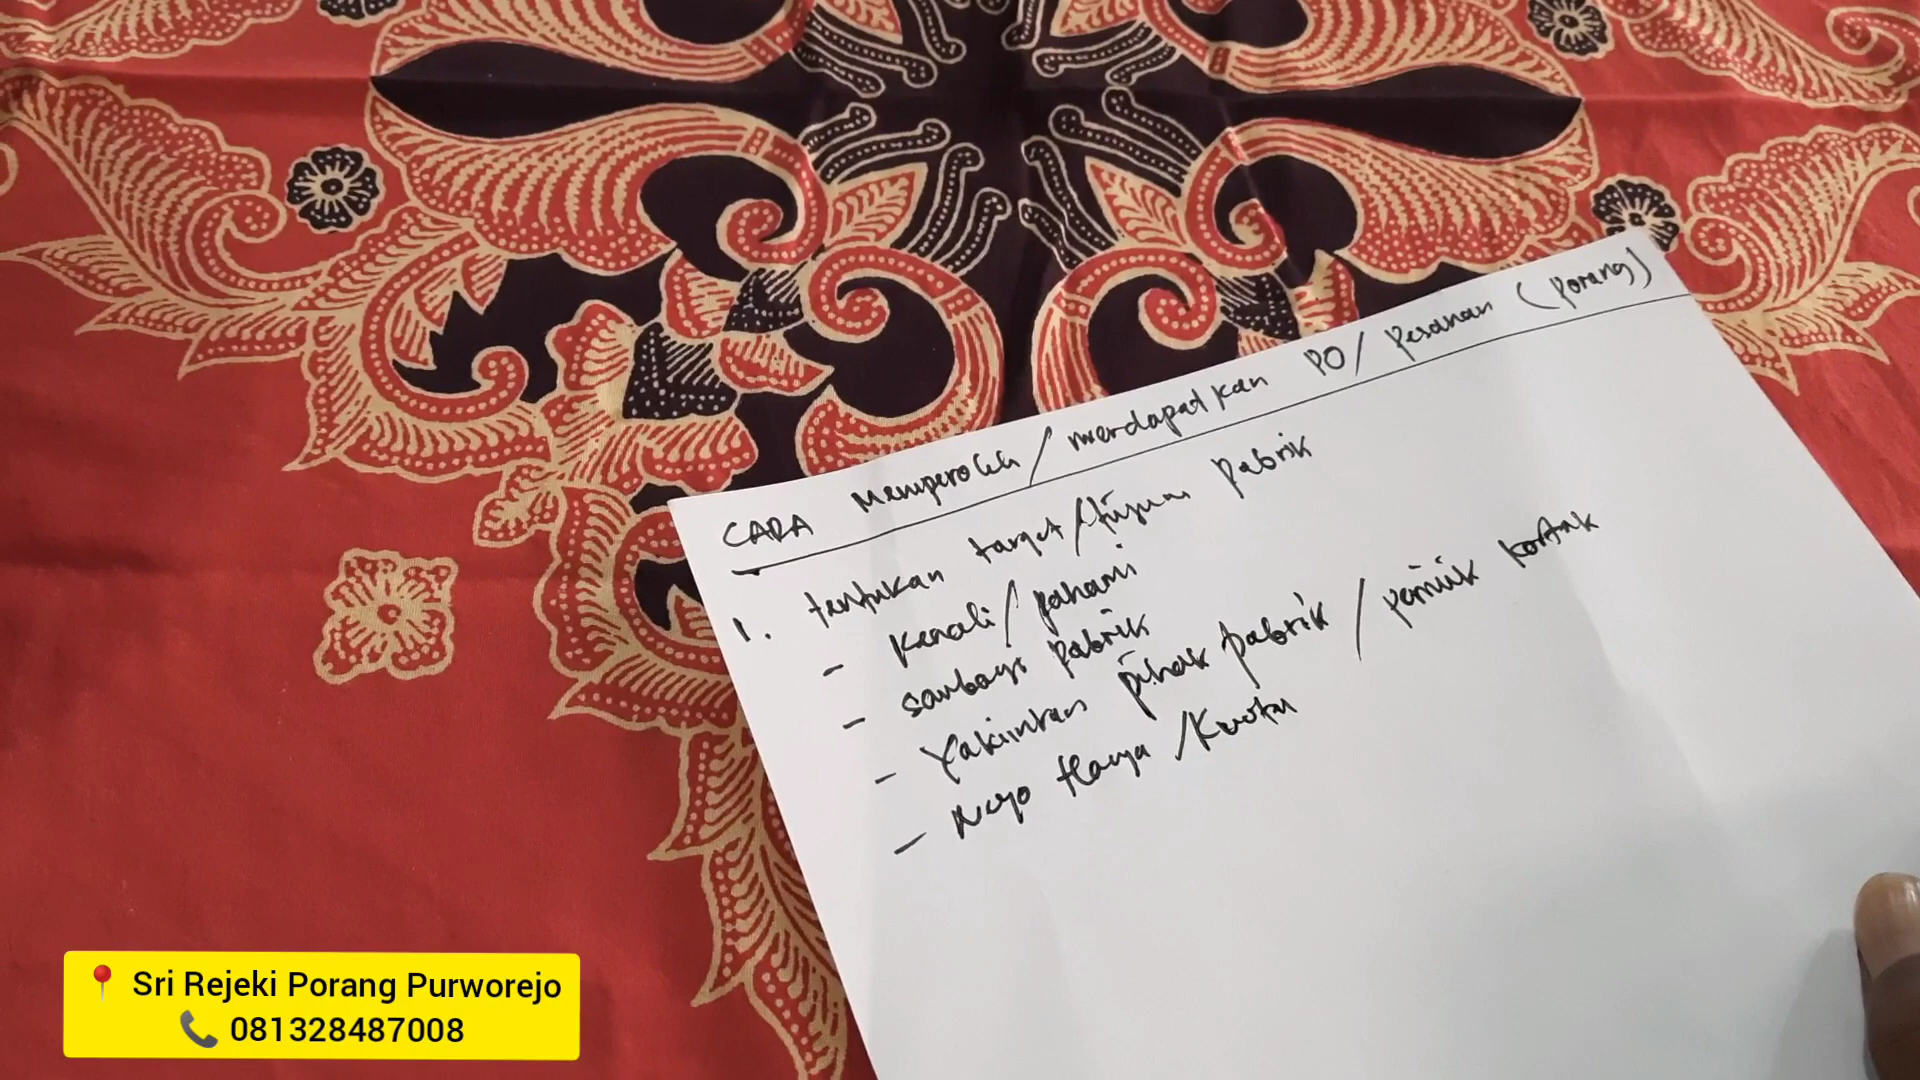 CARA Memperoleh / mendapatkan PO / Pesanan (Porang)
1. tentukan target / tujuan Pabrik
- Kenali / pahami
- sambangi Pabrik
- Yakinkan pihak pabrik / pemilik kontrak
- Nego Harga / Kuota
📍 Sri Rejeki Porang Purworejo
📞 081328487008